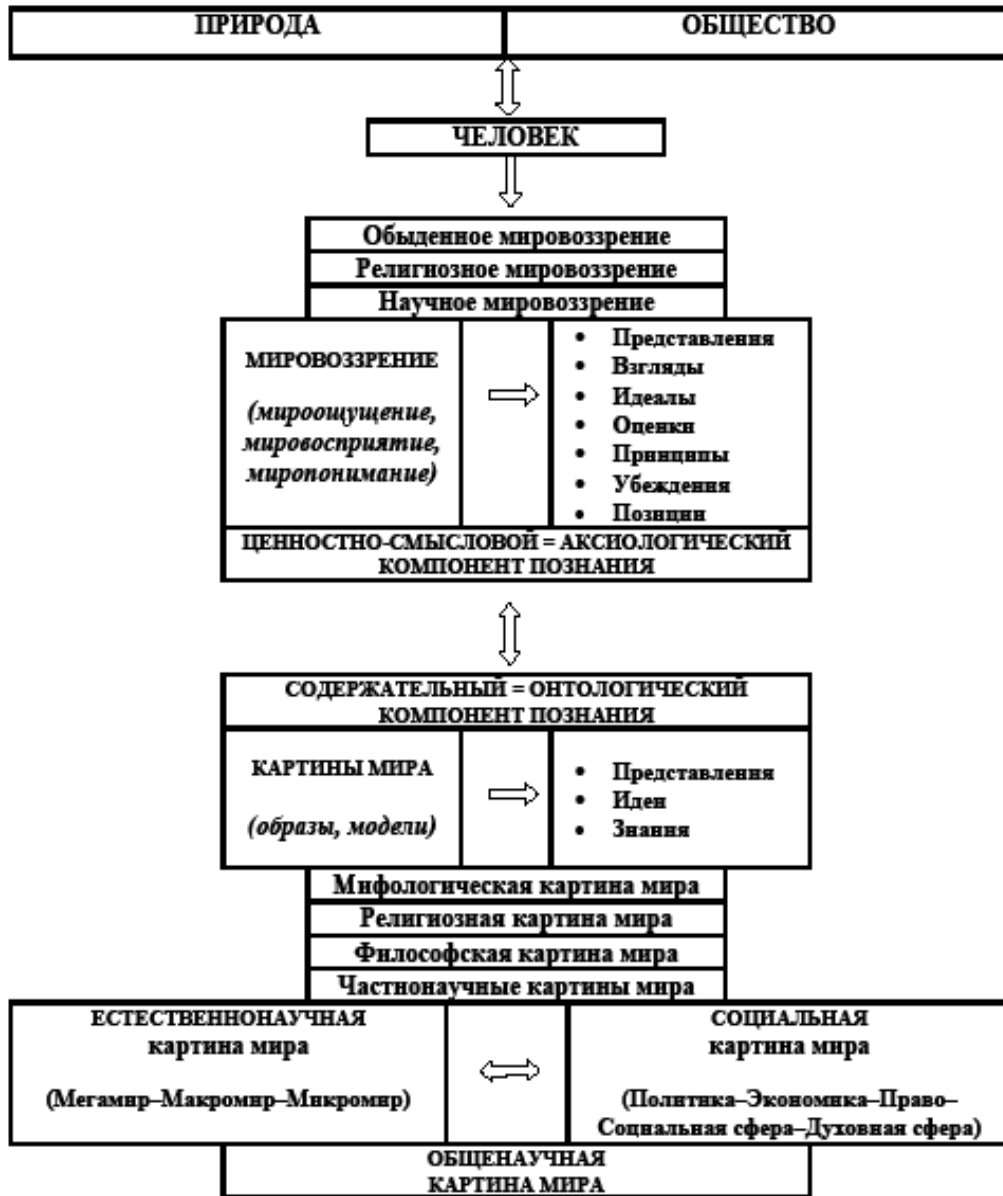 ПРИРОДА
ОБЩЕСТВО
ЧЕЛОВЕК
Обыденное мировоззрение
Религиозное мировоззрение
Научное мировоззрение
МИРОВОЗЗРЕНИЕ
(мироощущение,
мировосприятие,
миропонимание)
• Представления
• Взгляды
• Идеалы
• Оценки
• Принципы
• Убеждения
• Позиции
ЦЕННОСТНО-СМЫСЛОВОЙ = АКСИОЛОГИЧЕСКИЙ
КОМПОНЕНТ ПОЗНАНИЯ
СОДЕРЖАТЕЛЬНЫЙ = ОНТОЛОГИЧЕСКИЙ
КОМПОНЕНТ ПОЗНАНИЯ
КАРТИНЫ МИРА
(образы, модели)
• Представления
• Идеи
• Знания
Мифологическая картина мира
Религиозная картина мира
Философская картина мира
Частнонаучные картины мира
ЕСТЕСТВЕННОНАУЧНАЯ
картина мира
(Мегамир–Макромир–Микромир)
СОЦИАЛЬНАЯ
картина мира
(Политика–Экономика–Право–
Социальная сфера–Духовная сфера)
ОБЩЕНАУЧНАЯ
КАРТИНА МИРА